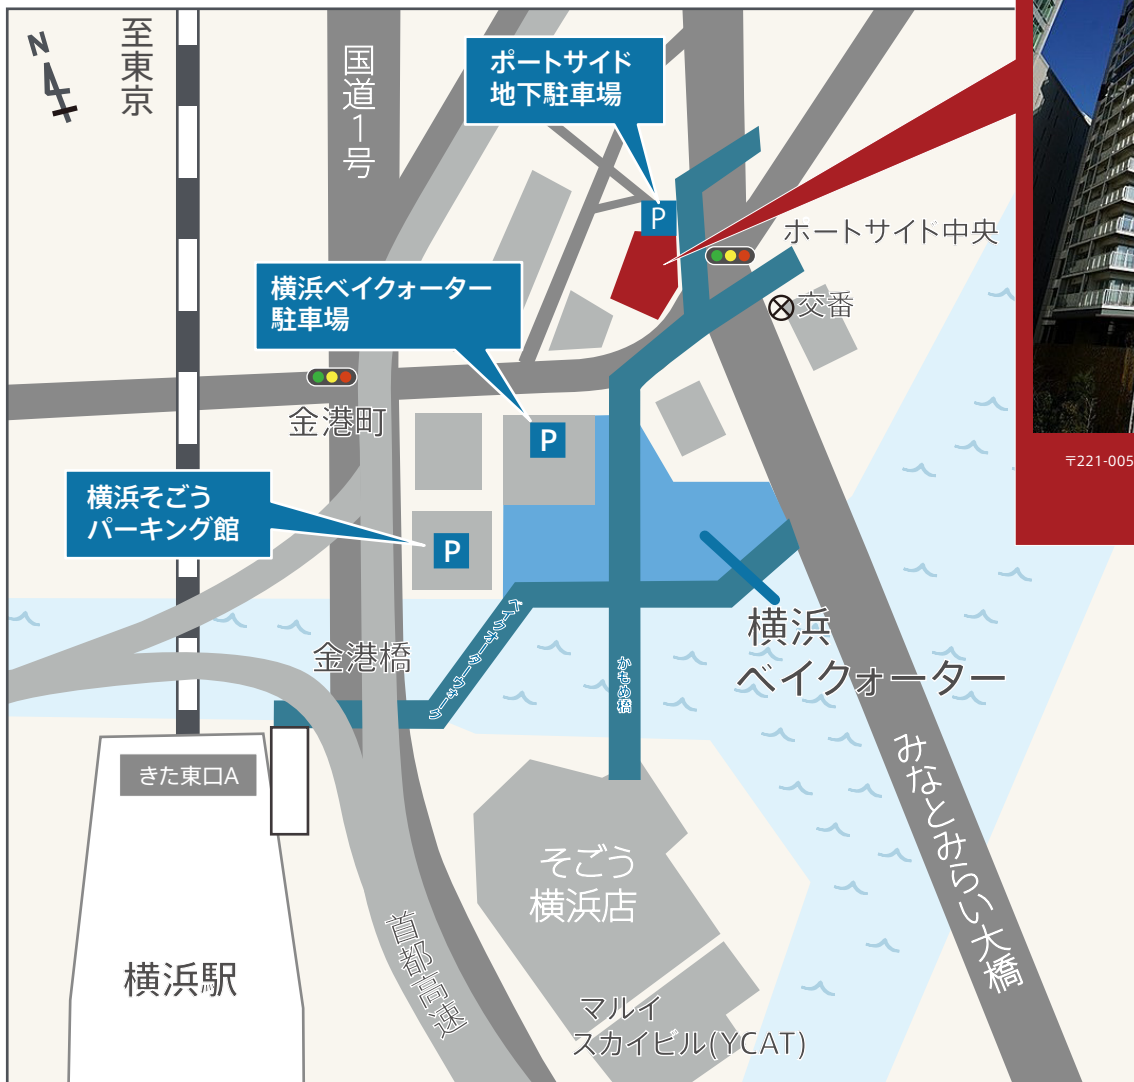 N
至東京
国道1号
ポートサイド
地下駐車場
P
ポートサイド中央
横浜ベイクォーター
駐車場
交番
金港町
P
〒221-005
横浜そごう
パーキング館
P
ベイクォーターウォーク
横浜
ベイクォーター
金港橋
かもめ橋
みなとみらい大橋
きた東口A
そごう
横浜店
首都高速
横浜駅
マルイ
スカイビル(YCAT)